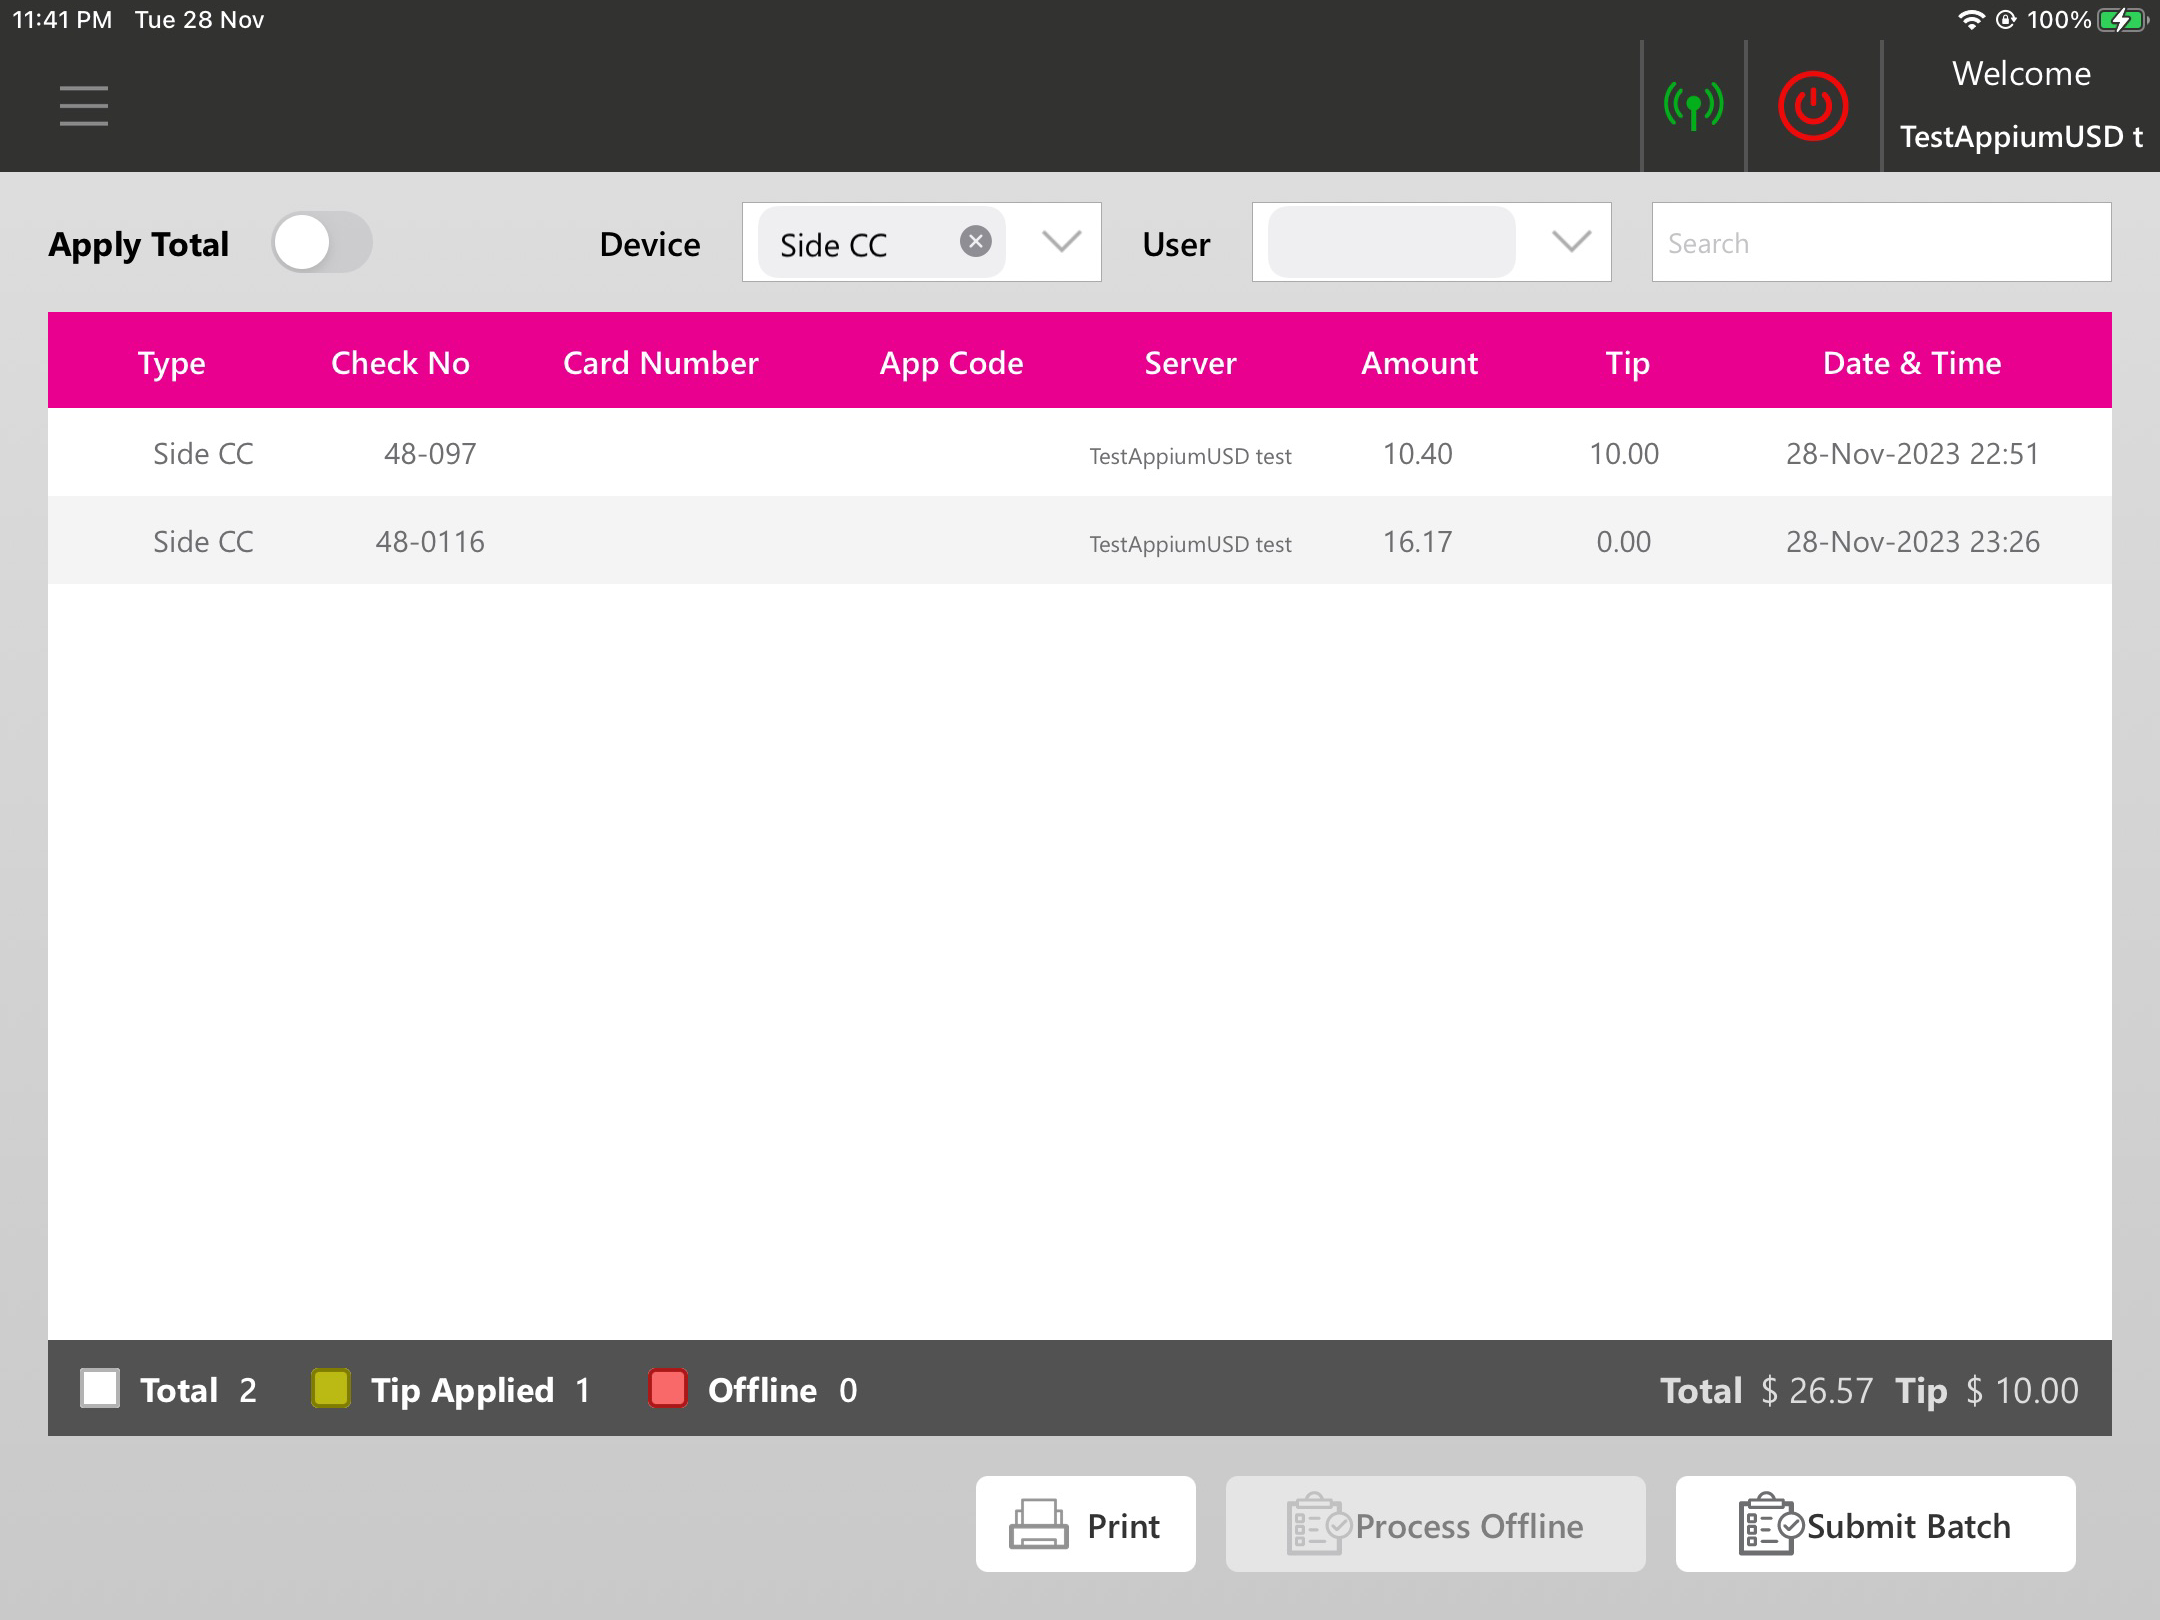 11:41 PM Tue 28 Nov 100%
Welcome
TestAppiumUSD t
Apply Total Device Side CC User Search
Type Check No Card Number App Code Server Amount Tip Date & Time
Side CC 48-097 TestAppiumUSD test 10.40 10.00 28-Nov-2023 22:51
Side CC 48-0116 TestAppiumUSD test 16.17 0.00 28-Nov-2023 23:26
Total 2 Tip Applied 1 Offline 0 Total $ 26.57 Tip $ 10.00
Print Process Offline Submit Batch